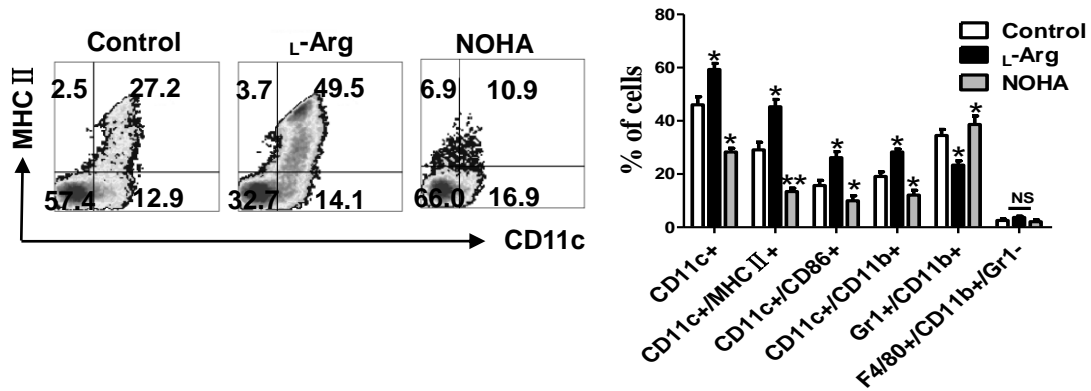 Control
L-Arg
NOHA
MHC II
2.5 27.2
57.4 12.9
3.7 49.5
32.7 14.1
6.9 10.9
66.0 16.9
CD11c
% of cells
80
60
40
20
0
Control
L-Arg
NOHA
* *
* **
* *
* *
* *
NS
CD11c+
CD11c+/MHC II+
CD11c+/CD86+
CD11c+/CD11b+
Gr1+/CD11b+
F4/80+/CD11b+/Gr1-